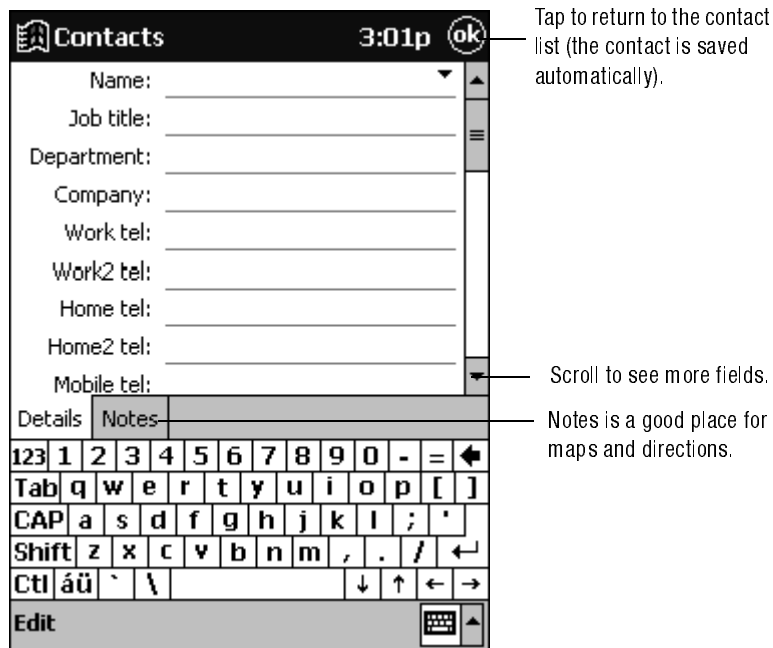 Contacts 3:01p ok
Tap to return to the contact
list (the contact is saved
automatically).
Name:
Job title:
Department:
Company:
Work tel:
Work2 tel:
Home tel:
Home2 tel:
Mobile tel:
Scroll to see more fields.
Details Notes
Notes is a good place for
maps and directions.
123 1 2 3 4 5 6 7 8 9 0 - =
Tab q w e r t y u i o p [ ]
CAP a s d f g h j k l ; '
Shift z x c v b n m , . /
Ctl áü ` \ ↓ ↑ ← →
Edit